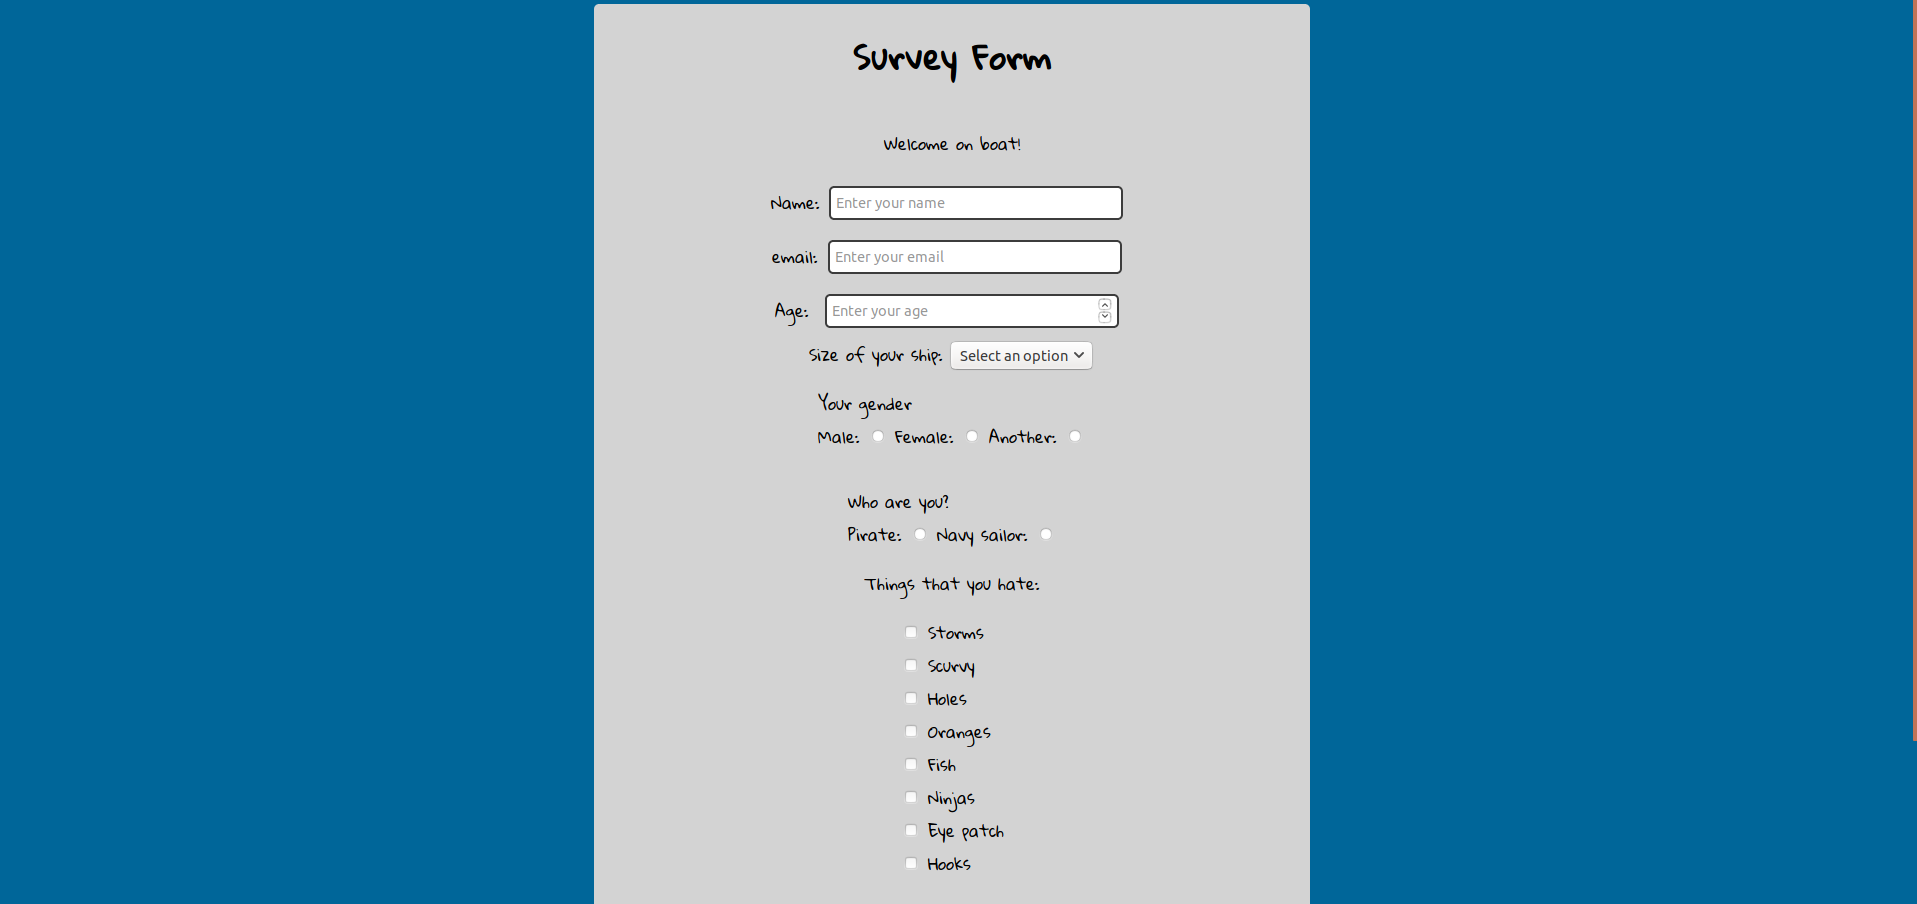 Survey Form
Welcome on boat!
Name: Enter your name
email: Enter your email
Age: Enter your age
Size of your ship: Select an option
Your gender
Male: Female: Another:
Who are you?
Pirate: Navy sailor:
Things that you hate:
Storms
Scurvy
Holes
Oranges
Fish
Ninjas
Eye patch
Hooks